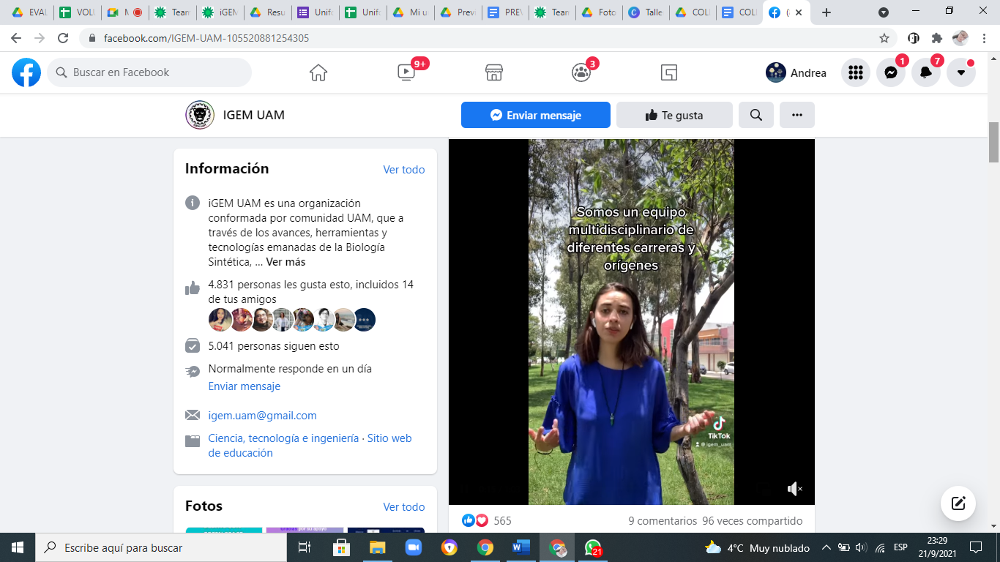 EVAL
VOLU
M
Team
iGEM
Resu
Unifo
Unifo
Mi u
Previ
PREV
Team
Foto
Talle
COLI
COLI
(
facebook.com/IGEM-UAM-105520881254305
Buscar en Facebook
9+
3
Andrea
1
7
IGEM UAM
Enviar mensaje
Te gusta
Información
Ver todo
iGEM UAM es una organización
conformada por comunidad UAM, que a
través de los avances, herramientas y
tecnologías emanadas de la Biología
Sintética, ... Ver más
4.831 personas les gusta esto, incluidos 14
de tus amigos
5.041 personas siguen esto
Normalmente responde en un día
Enviar mensaje
igem.uam@gmail.com
Ciencia, tecnología e ingeniería · Sitio web
de educación
Fotos
Ver todo
Somos un equipo
multidisciplinario de
diferentes carreras y
orígenes
TikTok
@igem_uam
565
9 comentarios 96 veces compartido
Escribe aquí para buscar
21
4°C Muy nublado
ESP
23:29
21/9/2021